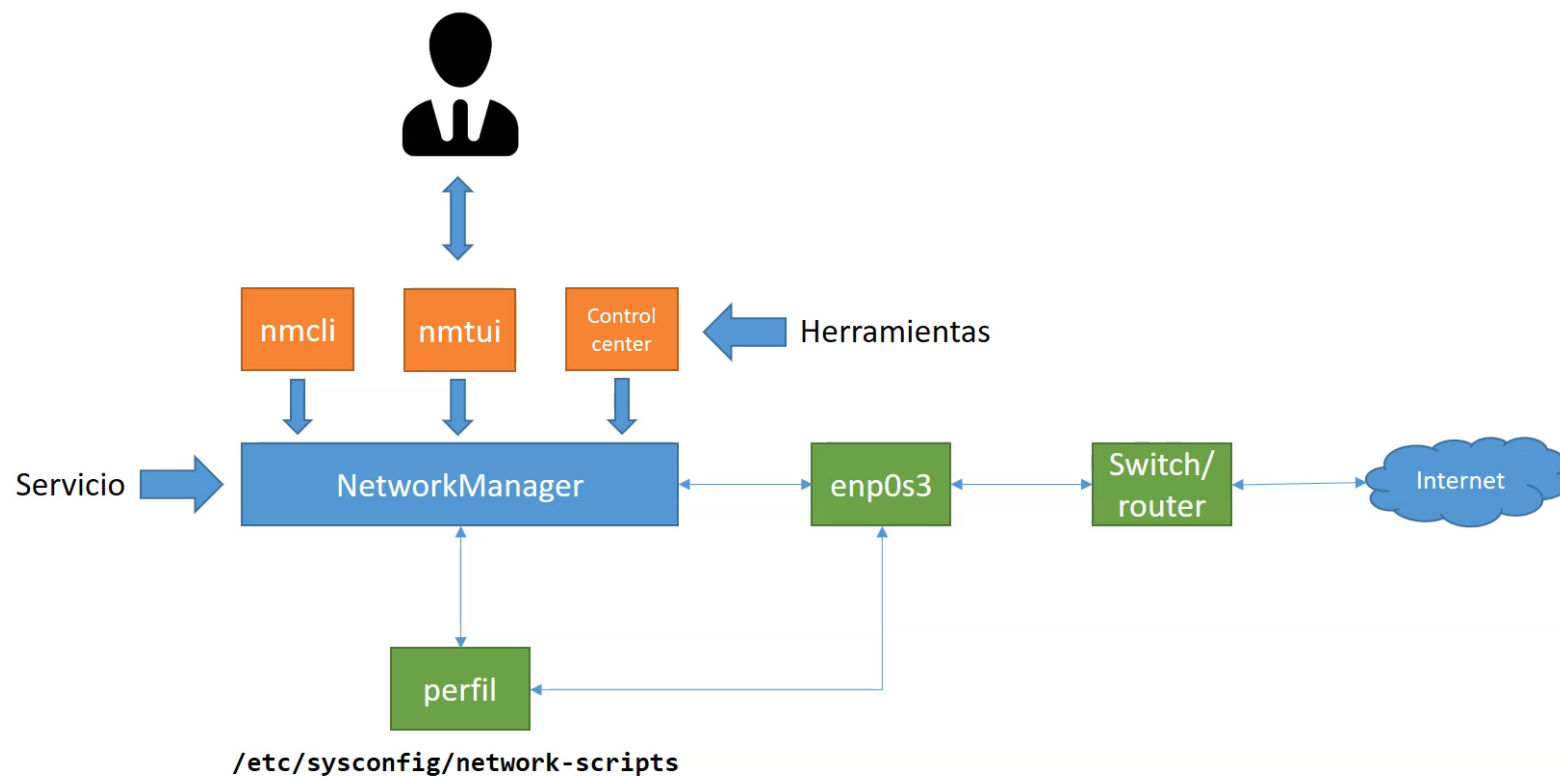 nmcli
nmtui
Control
center
Herramientas
Servicio
NetworkManager
enp0s3
Switch/
router
Internet
perfil
/etc/sysconfig/network-scripts